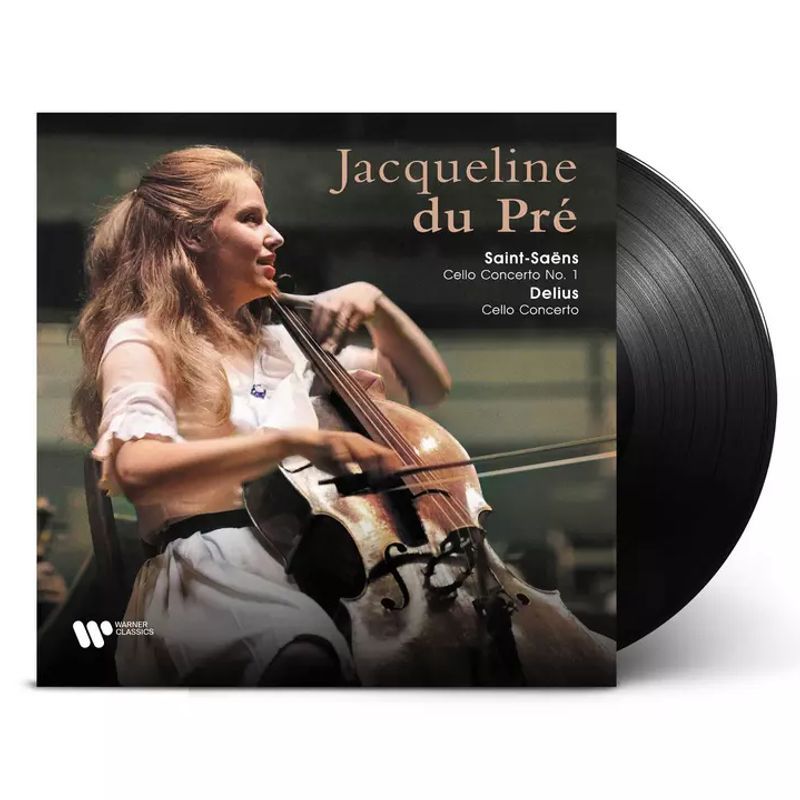 Jacqueline
du Pré
Saint-Saëns
Cello Concerto No. 1
Delius
Cello Concerto
WARNER
CLASSICS